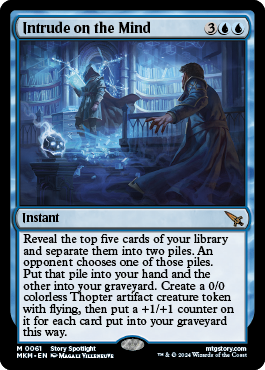 Intrude on the Mind 3
Instant
Reveal the top five cards of your library
and separate them into two piles. An
opponent chooses one of those piles.
Put that pile into your hand and the
other into your graveyard. Create a 0/0
colorless Thopter artifact creature token
with flying, then put a +1/+1 counter on
on it for each card put into your graveyard
this way.
M 0061 Story Spotlight mtgstory.com
MKM • EN Magali Villeneuve ™ & © 2024 Wizards of the Coast